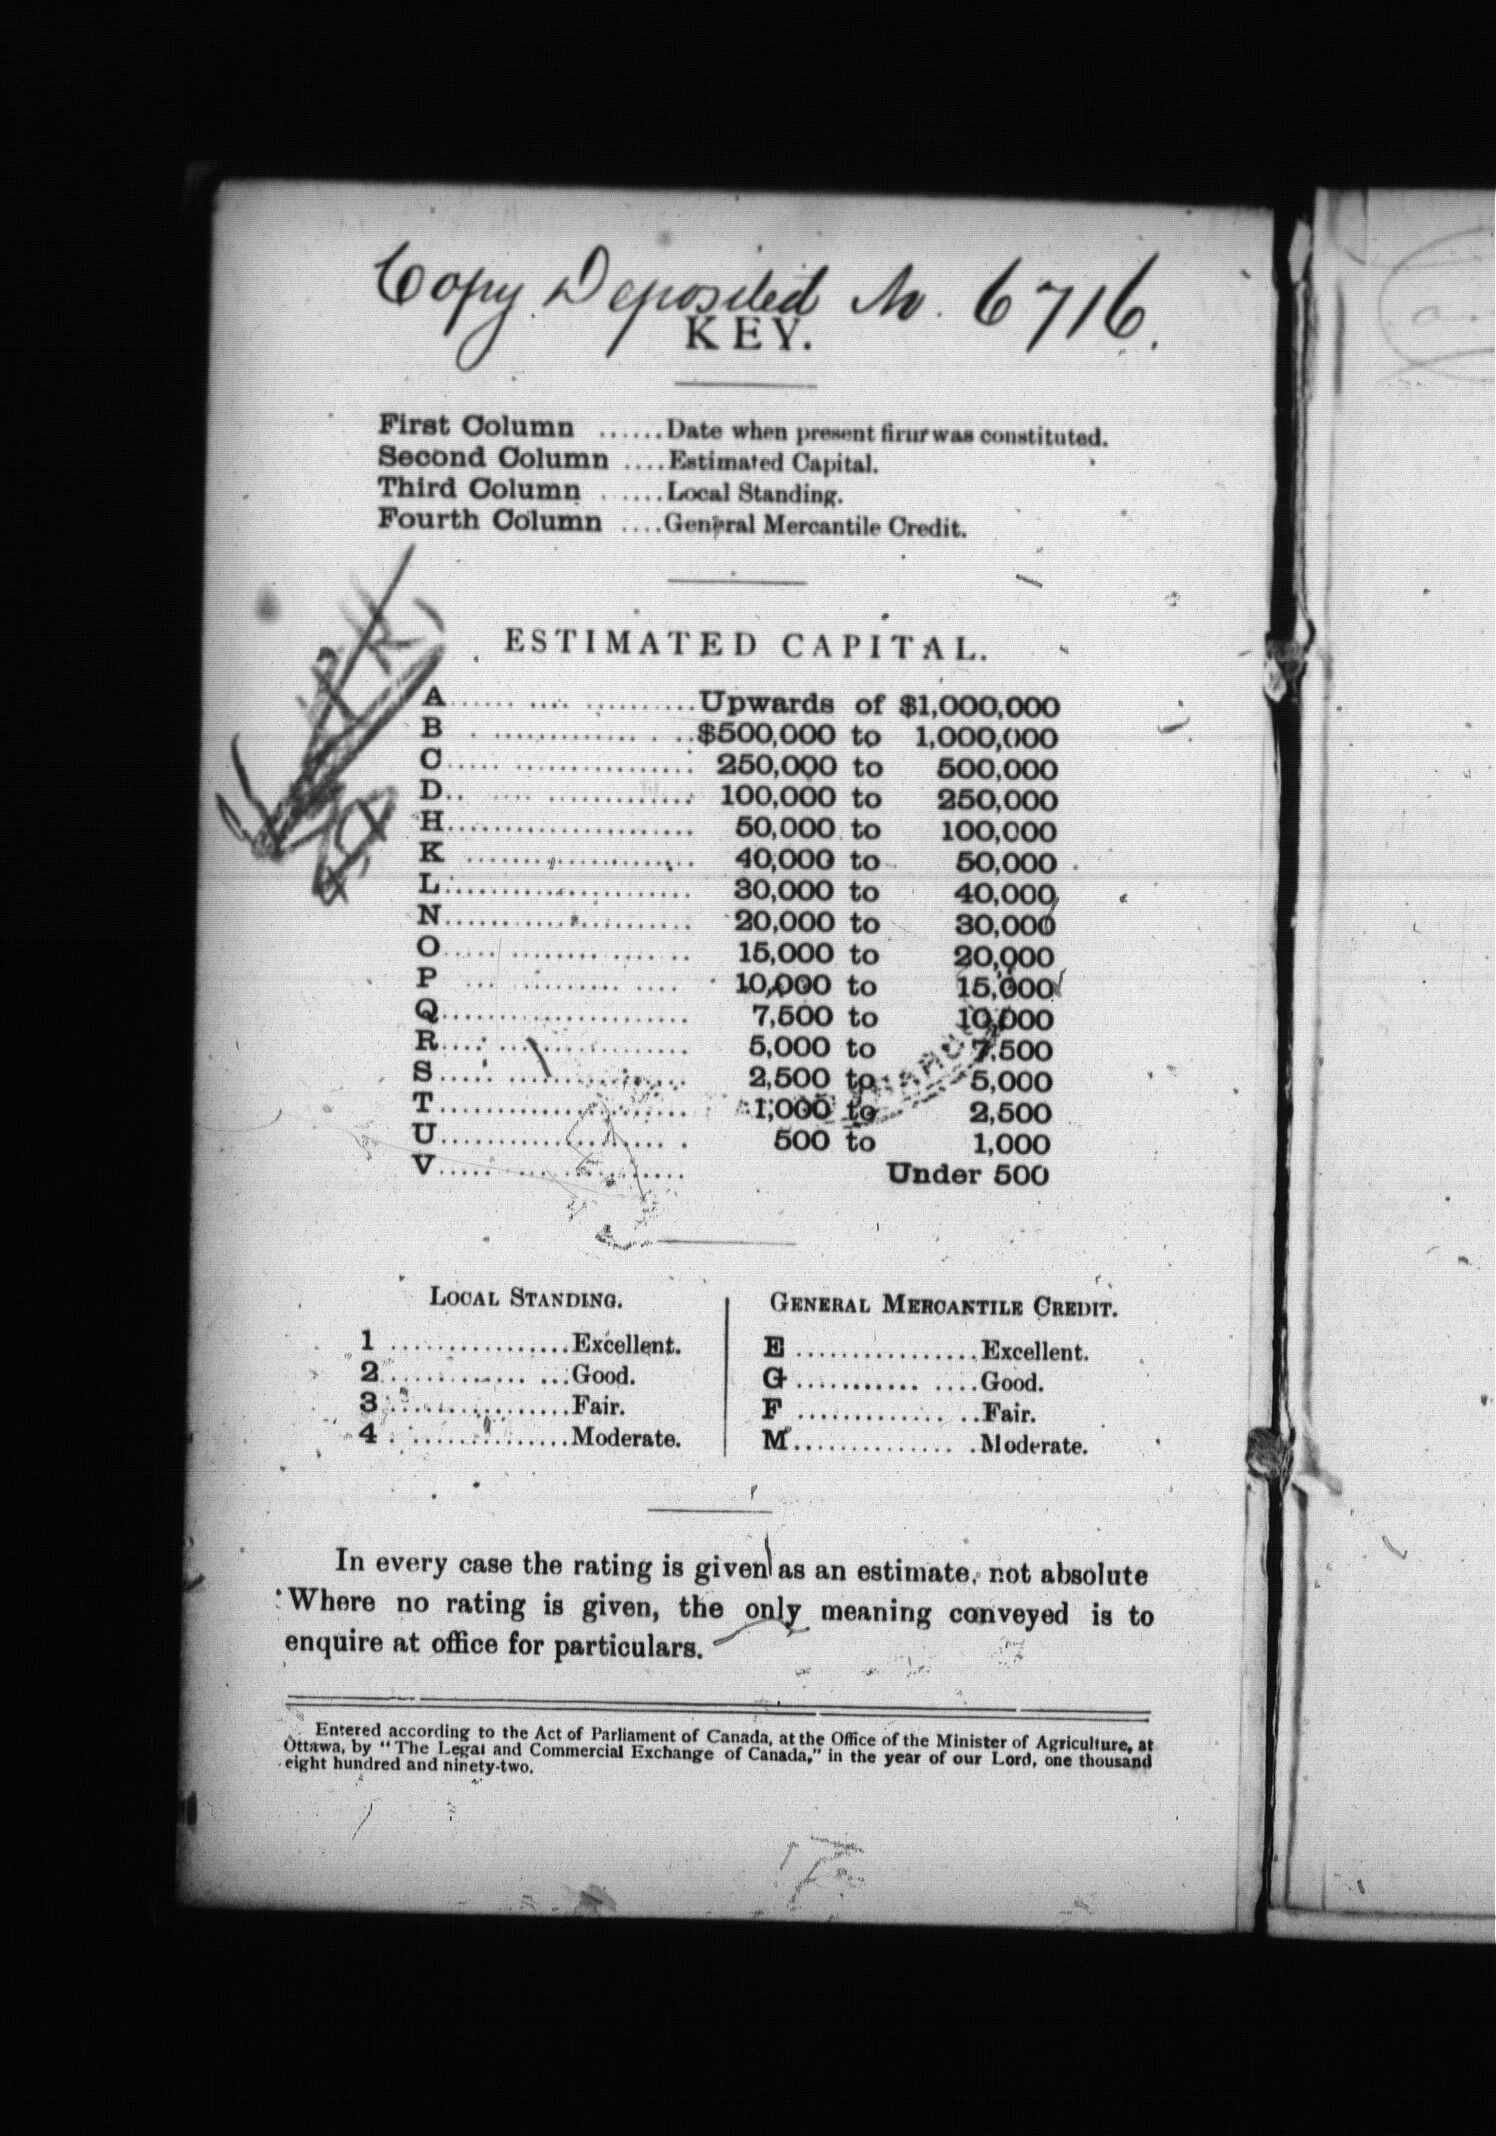 Copy Deposited No. 6716.
KEY.
First Column ......Date when present firm was constituted.
Second Column ....Estimated Capital.
Third Column ......Local Standing.
Fourth Column ....General Mercantile Credit.
ESTIMATED CAPITAL.
A....................Upwards of $1,000,000
B....................$500,000 to 1,000,000
C....................250,000 to 500,000
D....................100,000 to 250,000
H....................50,000 to 100,000
K....................40,000 to 50,000
L....................30,000 to 40,000
N....................20,000 to 30,000
O....................15,000 to 20,000
P....................10,000 to 15,000
Q....................7,500 to 10,000
R....................5,000 to 7,500
S....................2,500 to 5,000
T....................1,000 to 2,500
U....................500 to 1,000
V....................Under 500
LOCAL STANDING.
1 ................Excellent.
2 ................Good.
3 ................Fair.
4 ................Moderate.
GENERAL MERCANTILE CREDIT.
E ................Excellent.
G ................Good.
F ................Fair.
M ................Moderate.
In every case the rating is given as an estimate, not absolute
Where no rating is given, the only meaning conveyed is to
enquire at office for particulars.
Entered according to the Act of Parliament of Canada, at the Office of the Minister of Agriculture, at
Ottawa, by "The Legal and Commercial Exchange of Canada," in the year of our Lord, one thousand
eight hundred and ninety-two.